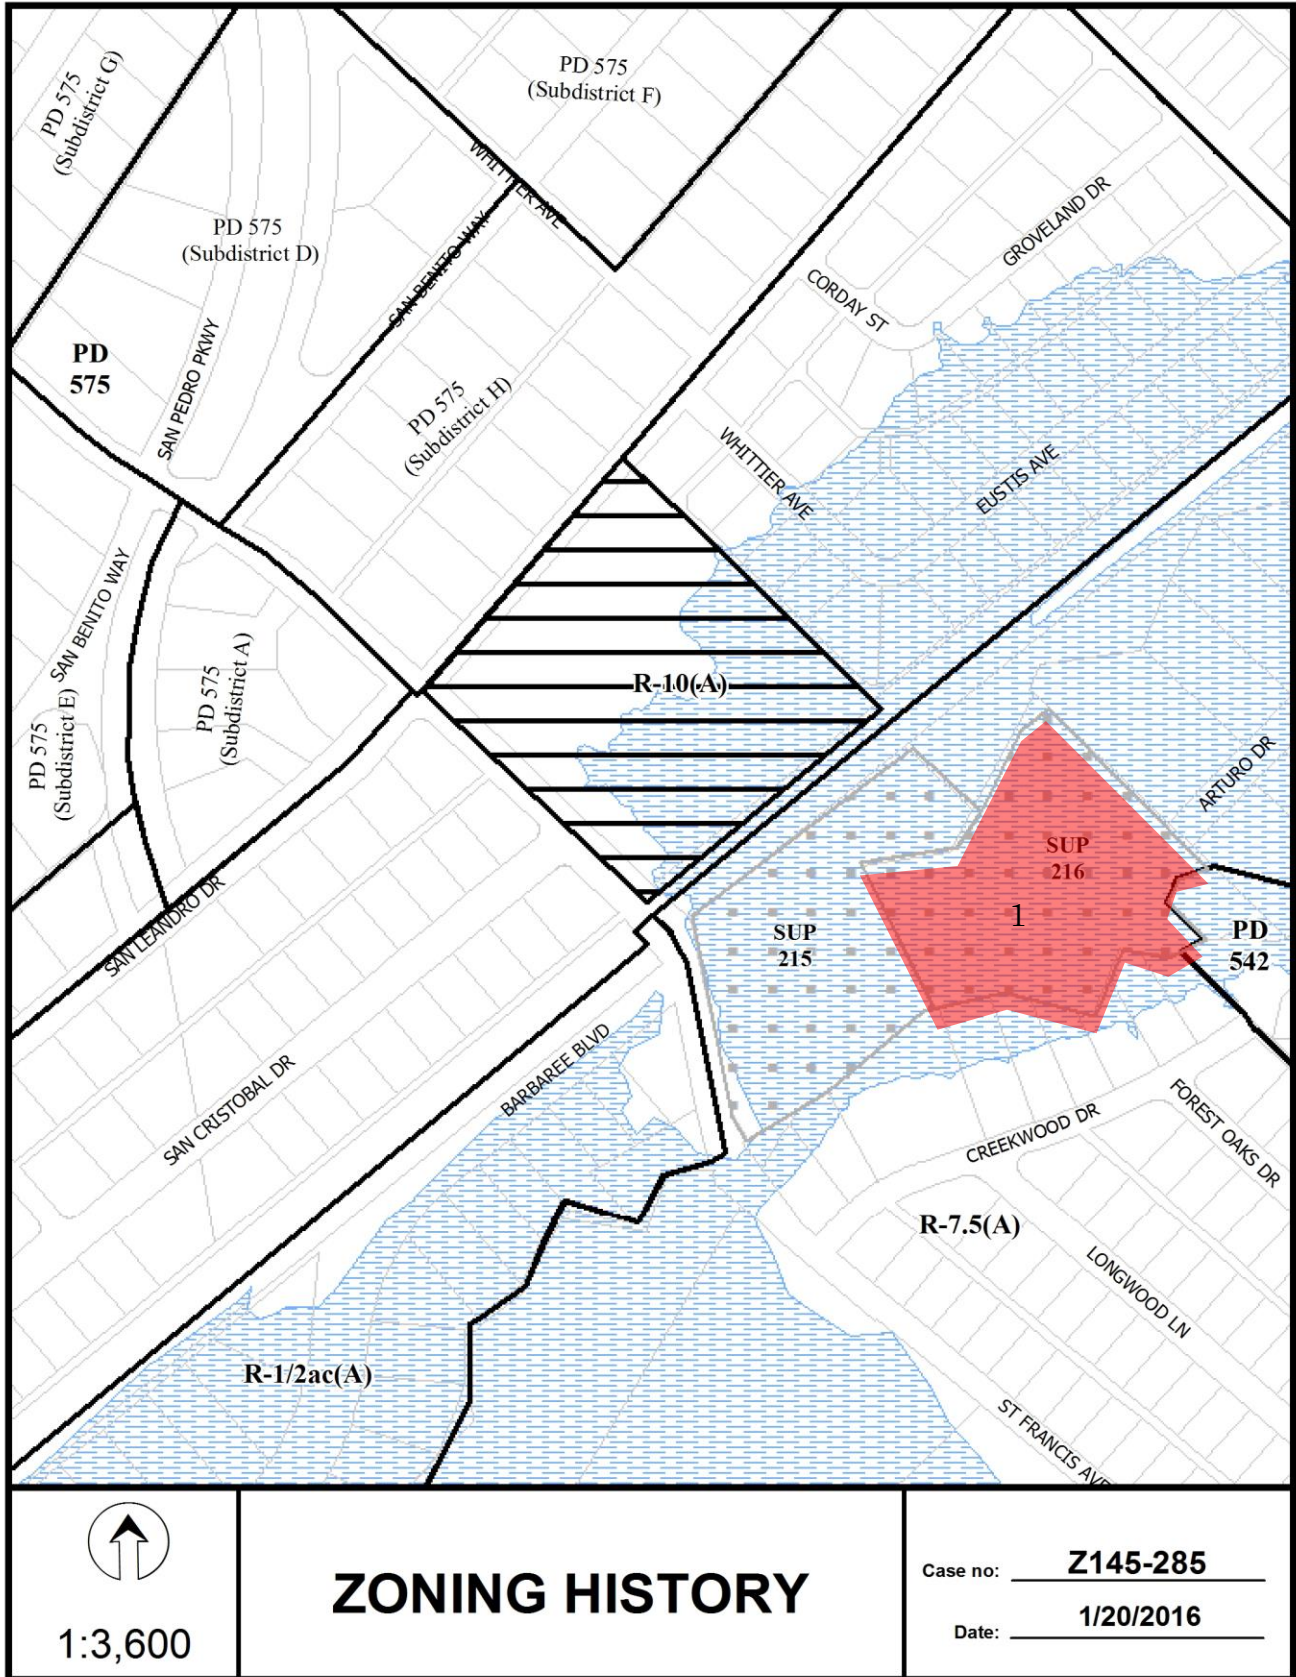 PD 575
(Subdistrict G)
PD 575
(Subdistrict F)
WHITTIER AVE
GROVELAND DR
PD 575
(Subdistrict D)
SAN BENITO WAY
CORDAY ST
PD
575
SAN PEDRO PKWY
PD 575
(Subdistrict H)
WHITTIER AVE
EUSTIS AVE
SAN BENITO WAY
PD 575
(Subdistrict E)
PD 575
(Subdistrict A)
R-10(A)
ARTURO DR
SUP
216
1
SUP
215
PD
542
SAN LEANDRO DR
SAN CRISTOBAL DR
BARBAREE BLVD
CREEKWOOD DR
FOREST OAKS DR
R-7.5(A)
LONGWOOD LN
R-1/2ac(A)
ST FRANCIS AVE
1:3,600
ZONING HISTORY
Case no: Z145-285
Date: 1/20/2016